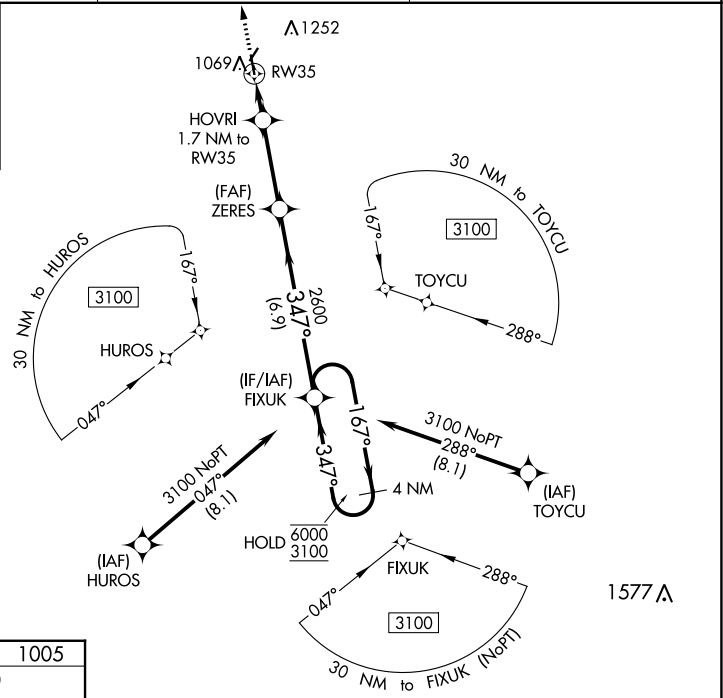 1252
1069
RW35
HOVRI
1.7 NM to
RW35
(FAF)
ZERES
30 NM to TOYCU
167°
3100
TOYCU
288°
30 NM to HUROS
167°
3100
HUROS
047°
2600
347°
(6.9)
(IF/IAF)
FIXUK
167°
347°
4 NM
HOLD 6000
3100
3100 NoPT
288°
(8.1)
(IAF)
TOYCU
3100 NoPT
047°
(8.1)
(IAF)
HUROS
FIXUK
047°
288°
3100
30 NM to FIXUK (NoPT)
1577
1005